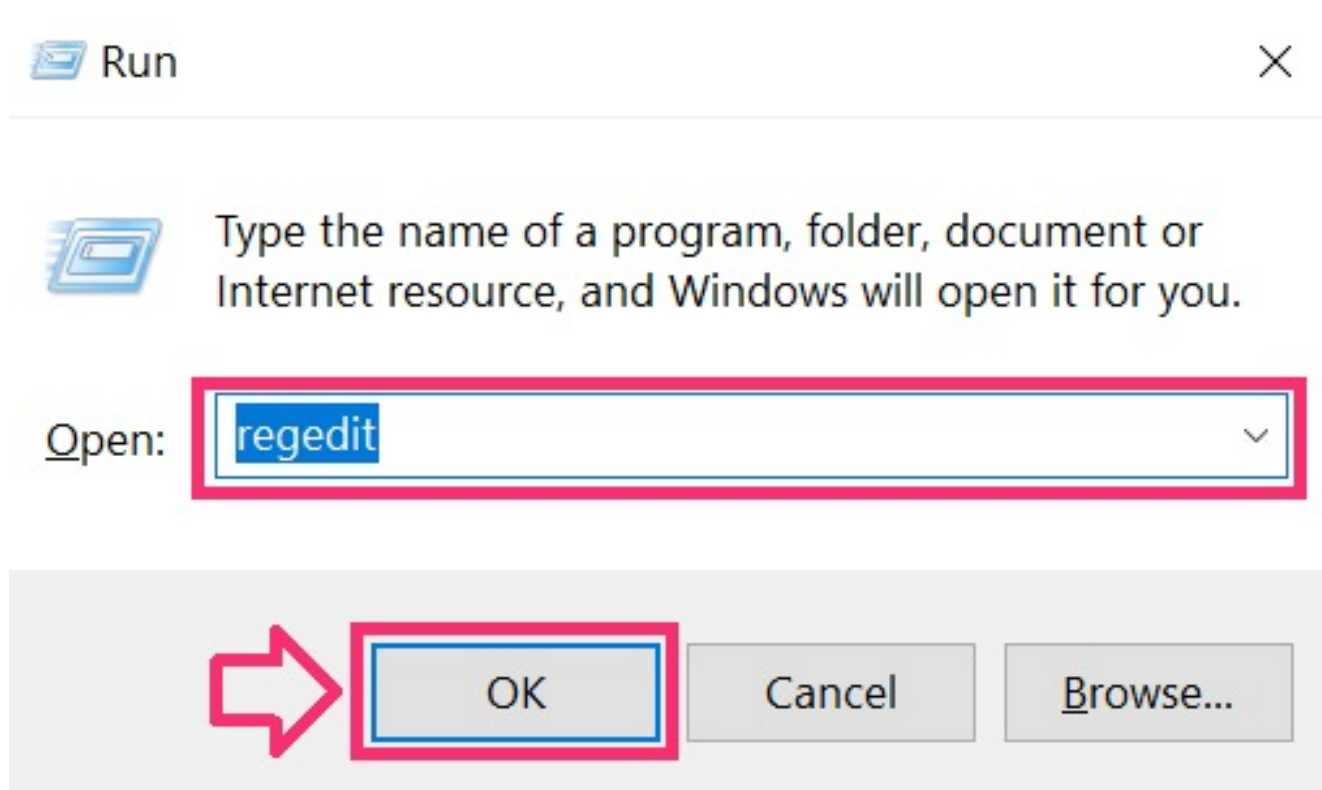 Run
Type the name of a program, folder, document or
Internet resource, and Windows will open it for you.
Open: regedit
OK Cancel Browse...